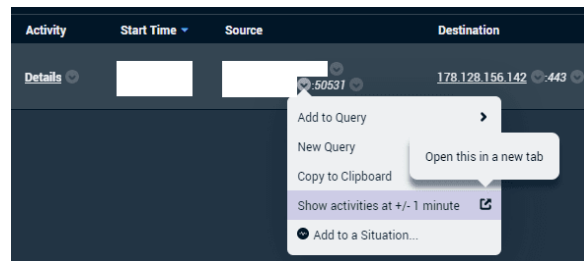 Activity Start Time Source Destination
Details :50531 178.128.156.142 :443
Add to Query
New Query
Open this in a new tab
Copy to Clipboard
Show activities at +/- 1 minute
Add to a Situation...